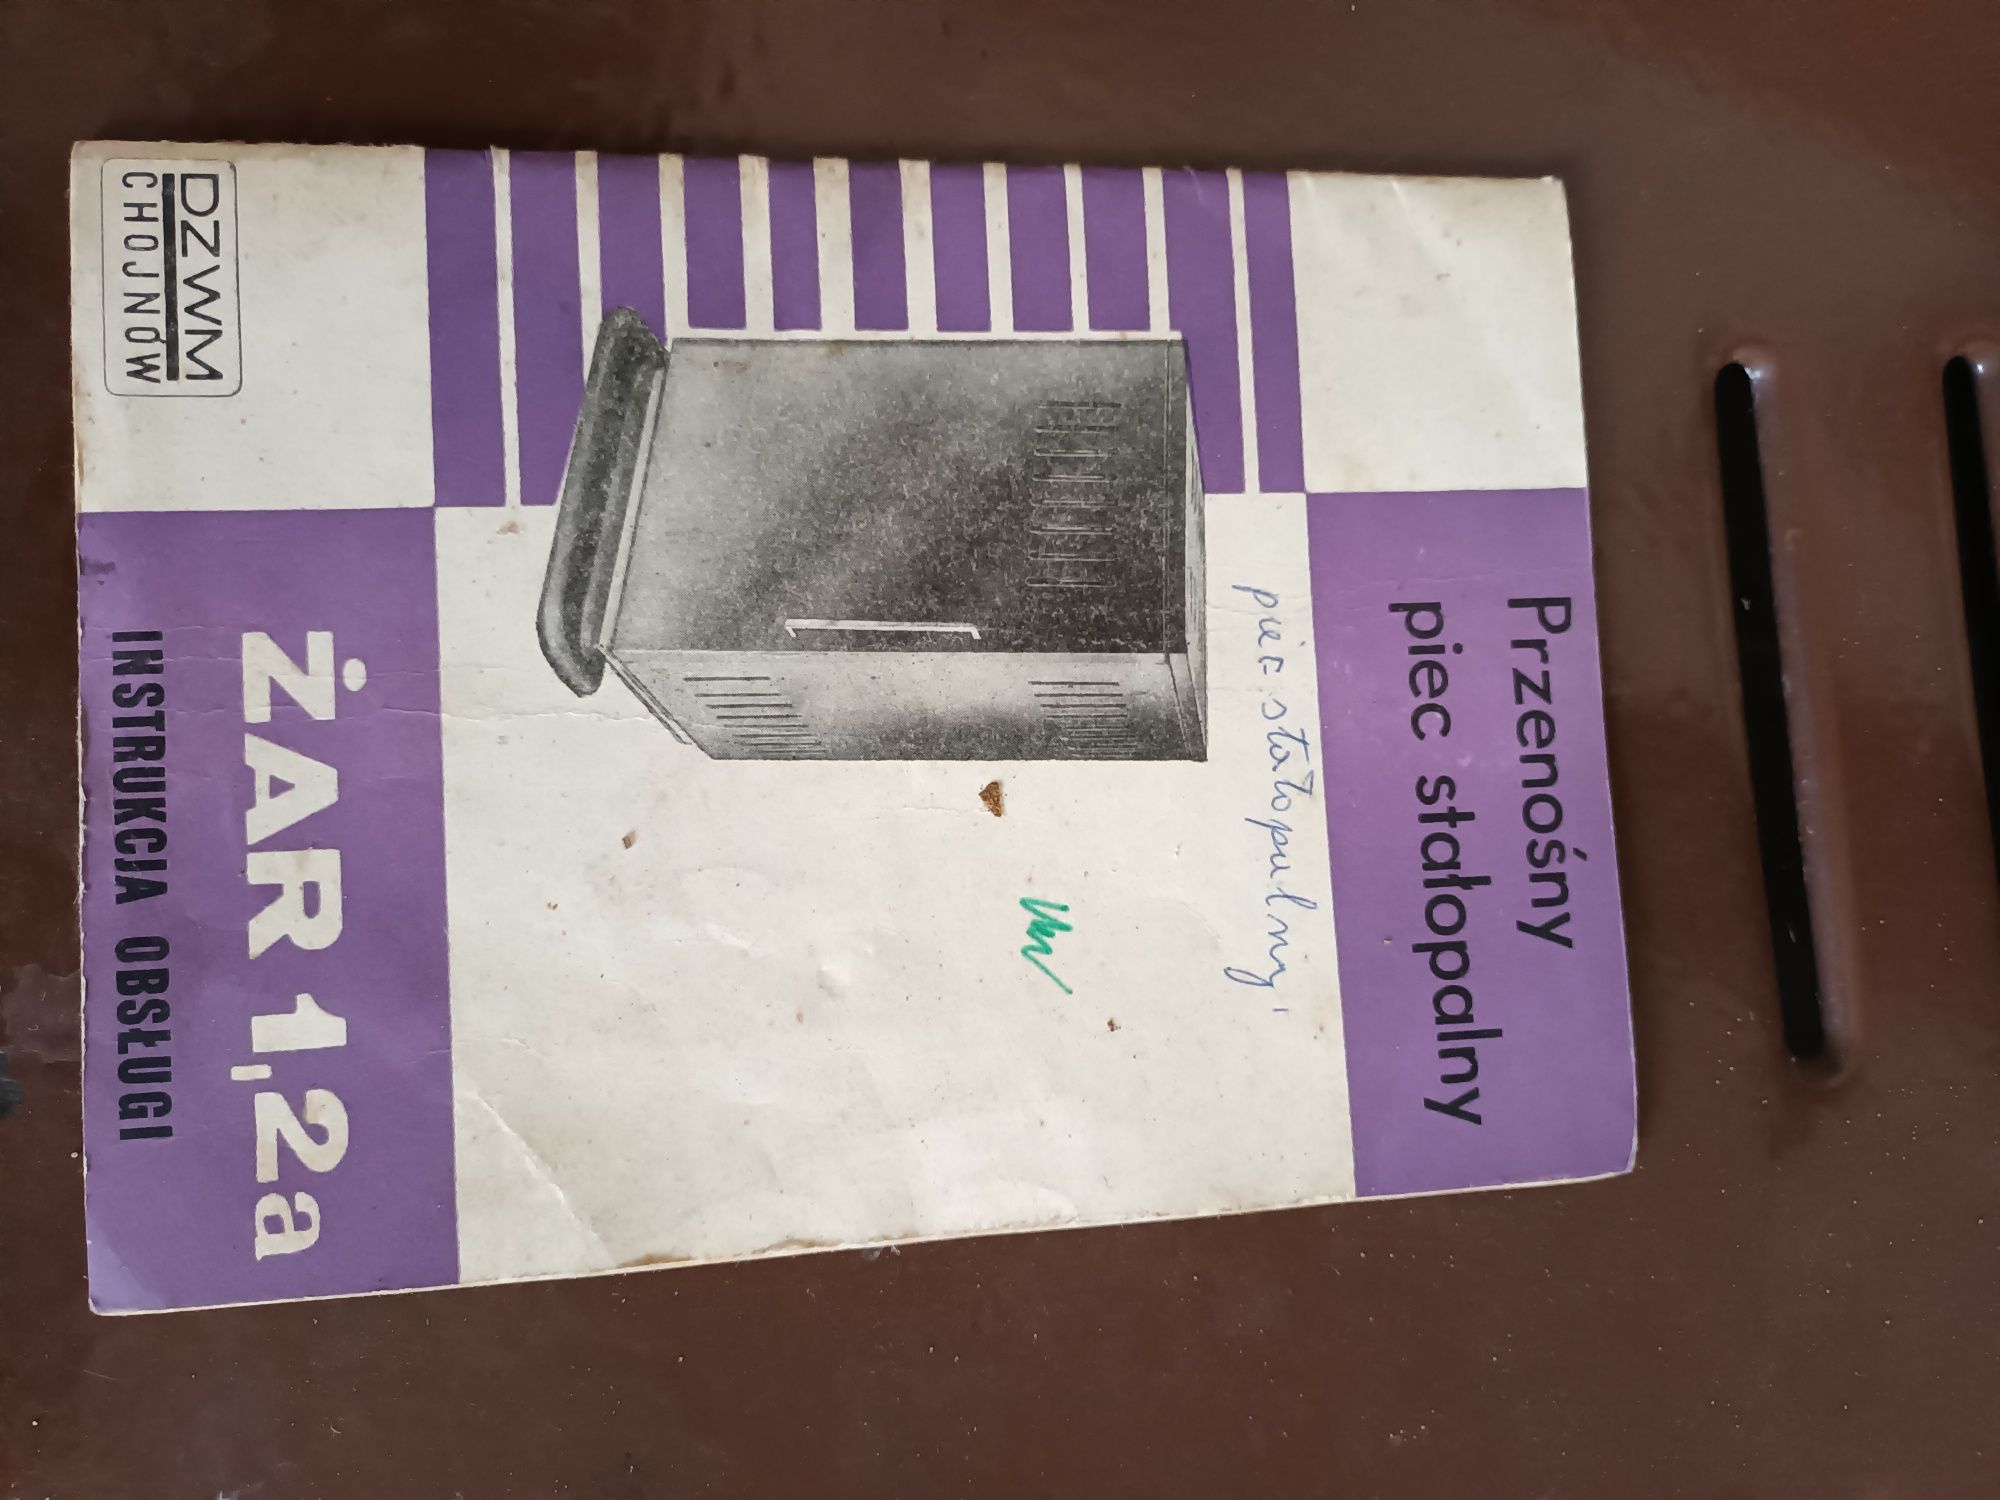 Przenośny
piec stałopalny
piec stałopalny
DZWM
CHOJNÓW
ŻAR 1,2a
INSTRUKCJA OBSŁUGI